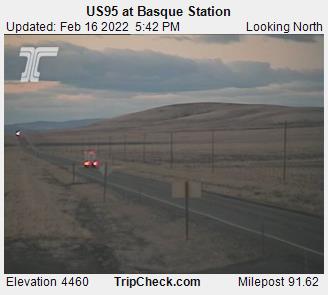 US95 at Basque Station
Updated: Feb 16 2022 5:42 PM Looking North
Elevation 4460 TripCheck.com Milepost 91.62